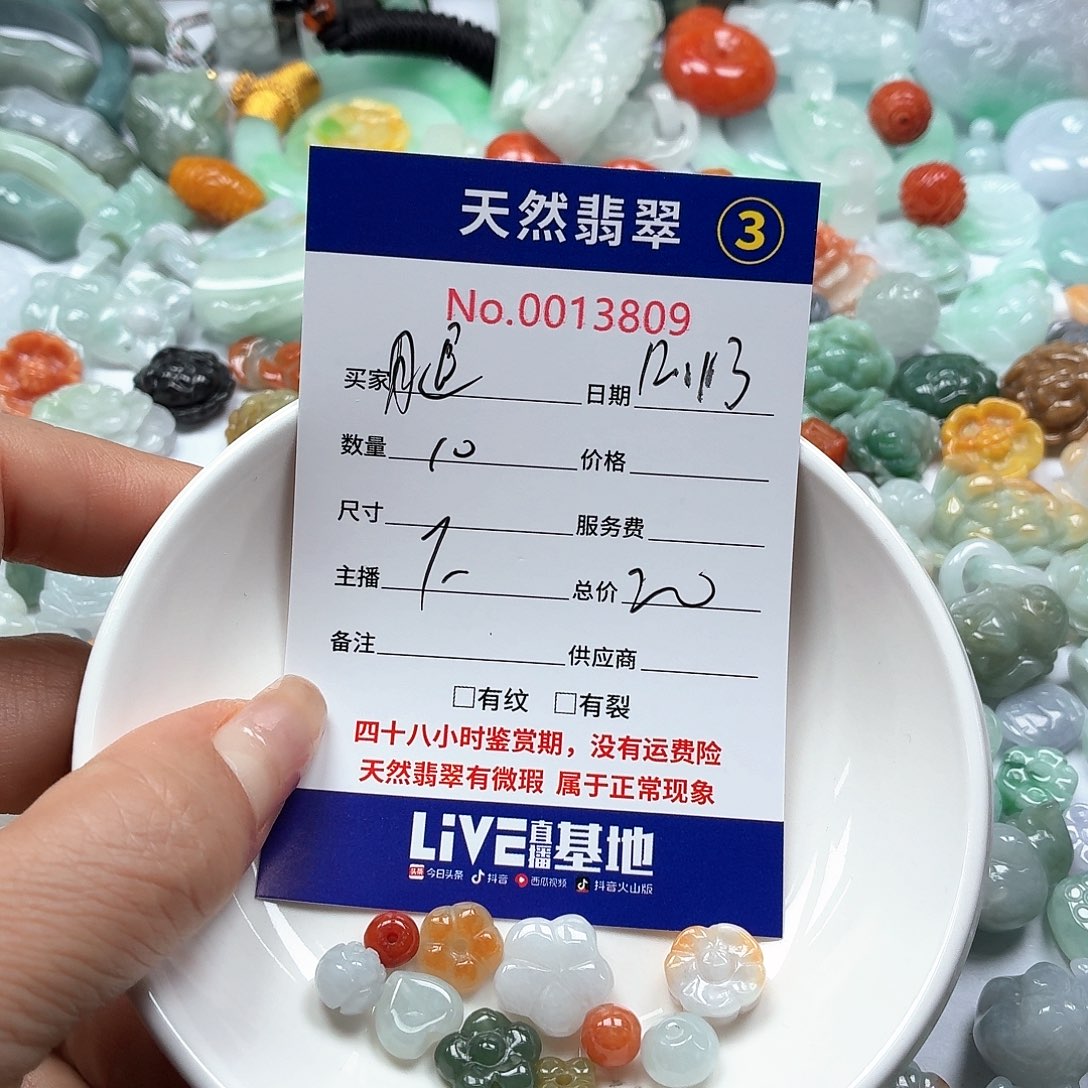 天然翡翠 3
No.0013809
买家 日期
数量 10 价格
尺寸 服务费
主播 总价 20
备注 供应商
□有纹 □有裂
四十八小时鉴赏期，没有运费险
天然翡翠有微瑕 属于正常现象
LiVE直播基地
头条 今日头条 抖音 西瓜视频 抖音火山版